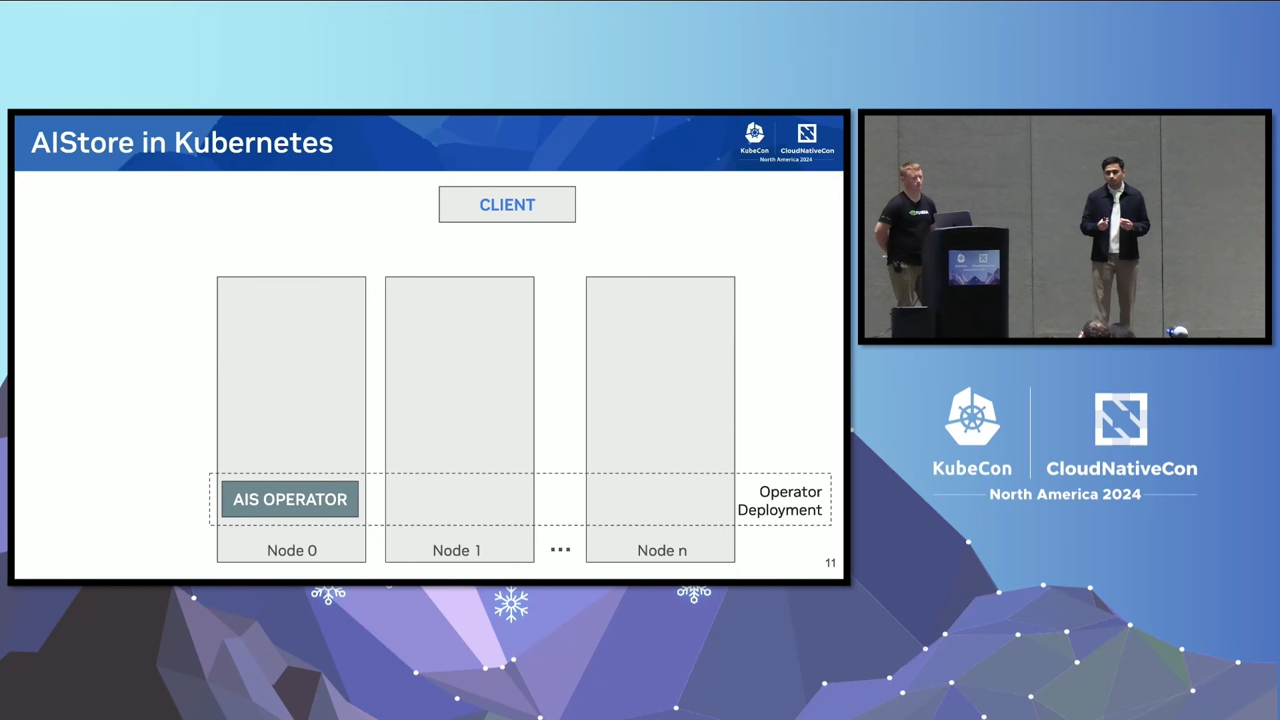 AIStore in Kubernetes
KubeCon
CloudNativeCon
North America 2024
CLIENT
AIS OPERATOR
Operator
Deployment
Node 0
Node 1
...
Node n
11
NVIDIA
KubeCon
CloudNativeCon
North America 2024